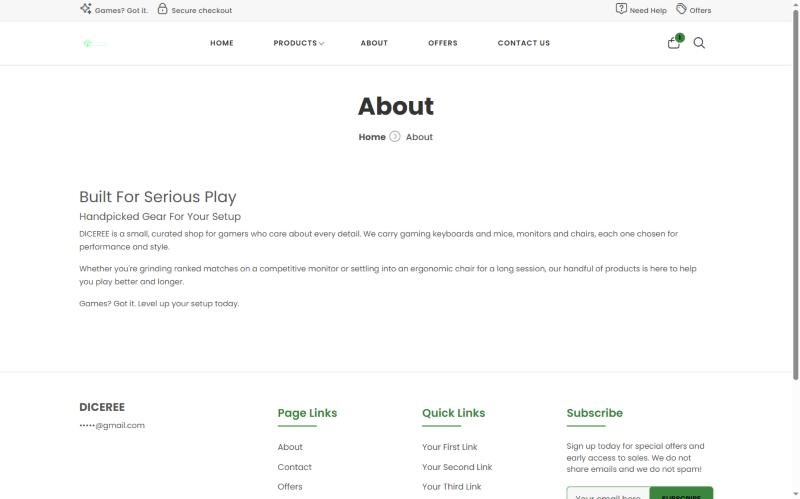 Games? Got it. Secure checkout Need Help Offers
HOME PRODUCTS ABOUT OFFERS CONTACT US
About
Home About
Built For Serious Play
Handpicked Gear For Your Setup
DICEREE is a small, curated shop for gamers who care about every detail. We carry gaming keyboards and mice, monitors and chairs, each one chosen for
performance and style.
Whether you're grinding ranked matches on a competitive monitor or settling into an ergonomic chair for a long session, our handful of products is here to help
you play better and longer.
Games? Got it. Level up your setup today.
DICEREE
•••••@gmail.com
Page Links
About
Contact
Offers
Quick Links
Your First Link
Your Second Link
Your Third Link
Subscribe
Sign up today for special offers and
early access to sales. We do not
share emails and we do not spam!
Your email here
SUBSCRIBE